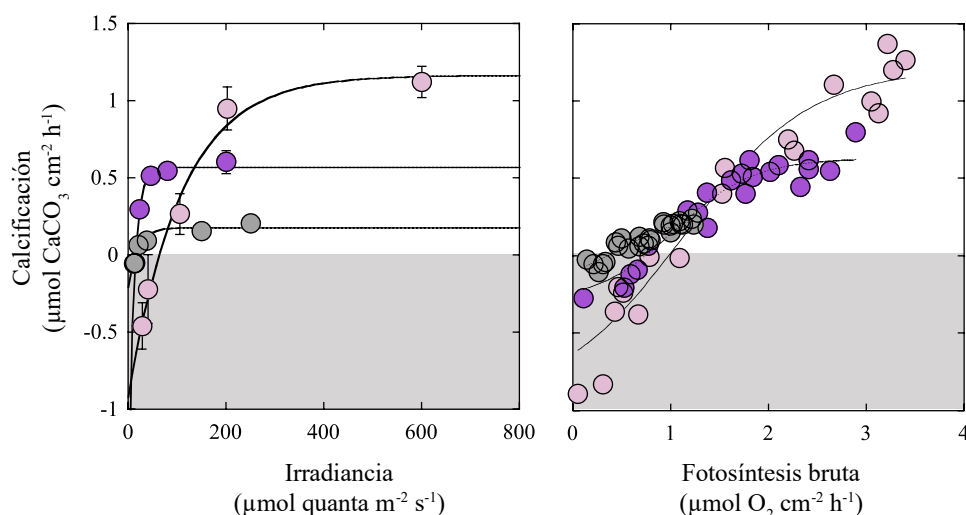 Calcificación
(µmol CaCO₃ cm⁻² h⁻¹)
1.5
1
0.5
0
-0.5
-1
0
200
400
600
800
Irradiancia
(µmol quanta m⁻² s⁻¹)
0
1
2
3
4
Fotosíntesis bruta
(µmol O₂ cm⁻² h⁻¹)